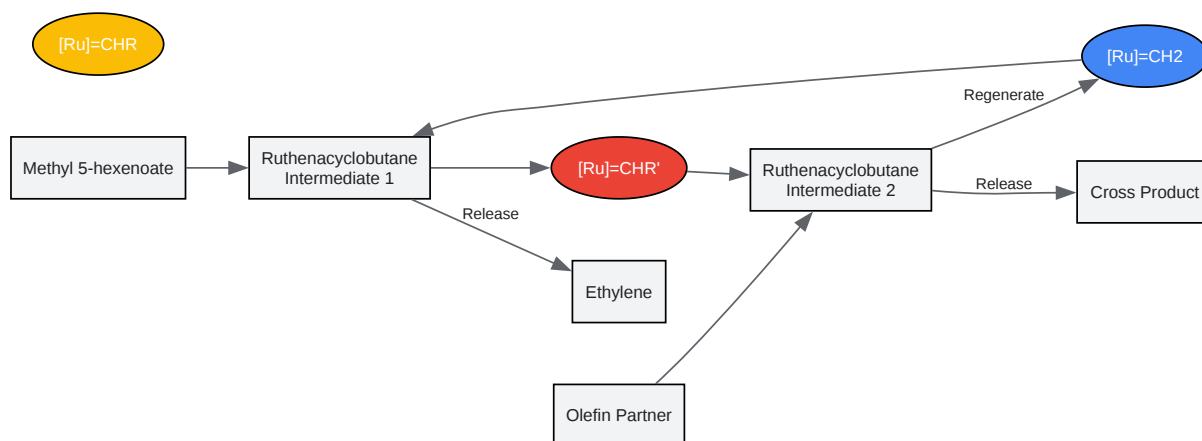 [Ru]=CHR
[Ru]=CH2
Regenerate
Methyl 5-hexenoate
Ruthenacyclobutane
Intermediate 1
[Ru]=CHR'
Ruthenacyclobutane
Intermediate 2
Release
Cross Product
Release
Ethylene
Olefin Partner